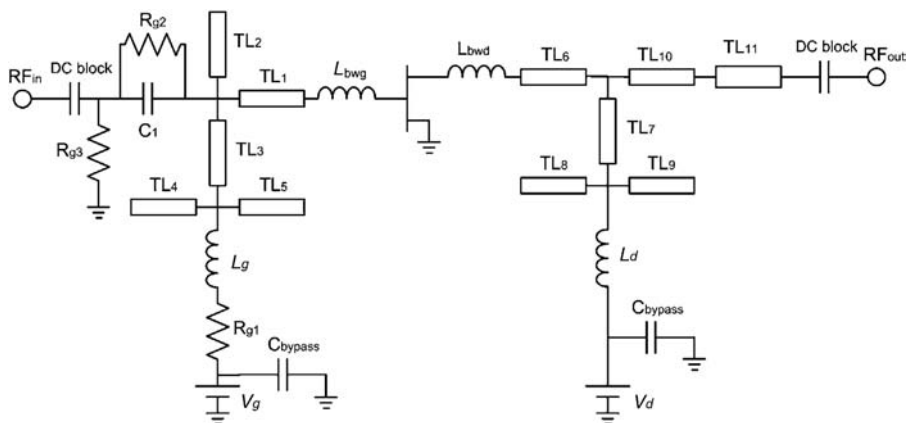 Rg2
TL2
DC block
RFin
TL1
Lbwg
Lbwd
TL6
TL10
TL11
DC block
RFout
C1
Rg3
TL3
TL7
TL4
TL5
TL8
TL9
Lg
Ld
Rg1
Cbypass
Cbypass
Vg
Vd